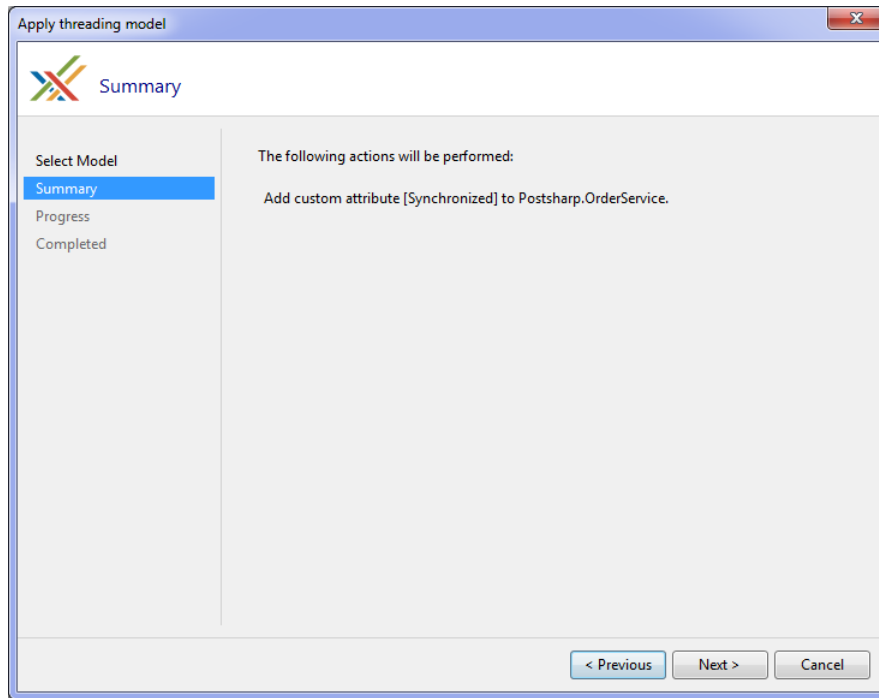 Apply threading model
Summary
Select Model
Summary
Progress
Completed
The following actions will be performed:
Add custom attribute [Synchronized] to Postsharp.OrderService.
< Previous
Next >
Cancel